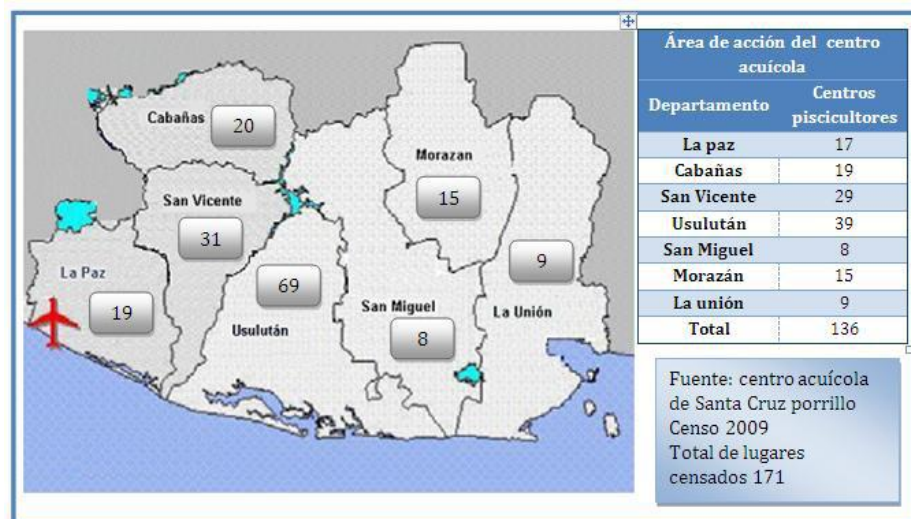 Cabañas
20
Morazan
15
San Vicente
31
9
La Paz
19
69
Usulután
San Miguel
8
La Unión
Área de acción del centro
acuícola
Departamento Centros
piscicultores
La paz 17
Cabañas 19
San Vicente 29
Usulután 39
San Miguel 8
Morazán 15
La unión 9
Total 136
Fuente: centro acuícola
de Santa Cruz porrillo
Censo 2009
Total de lugares
censados 171